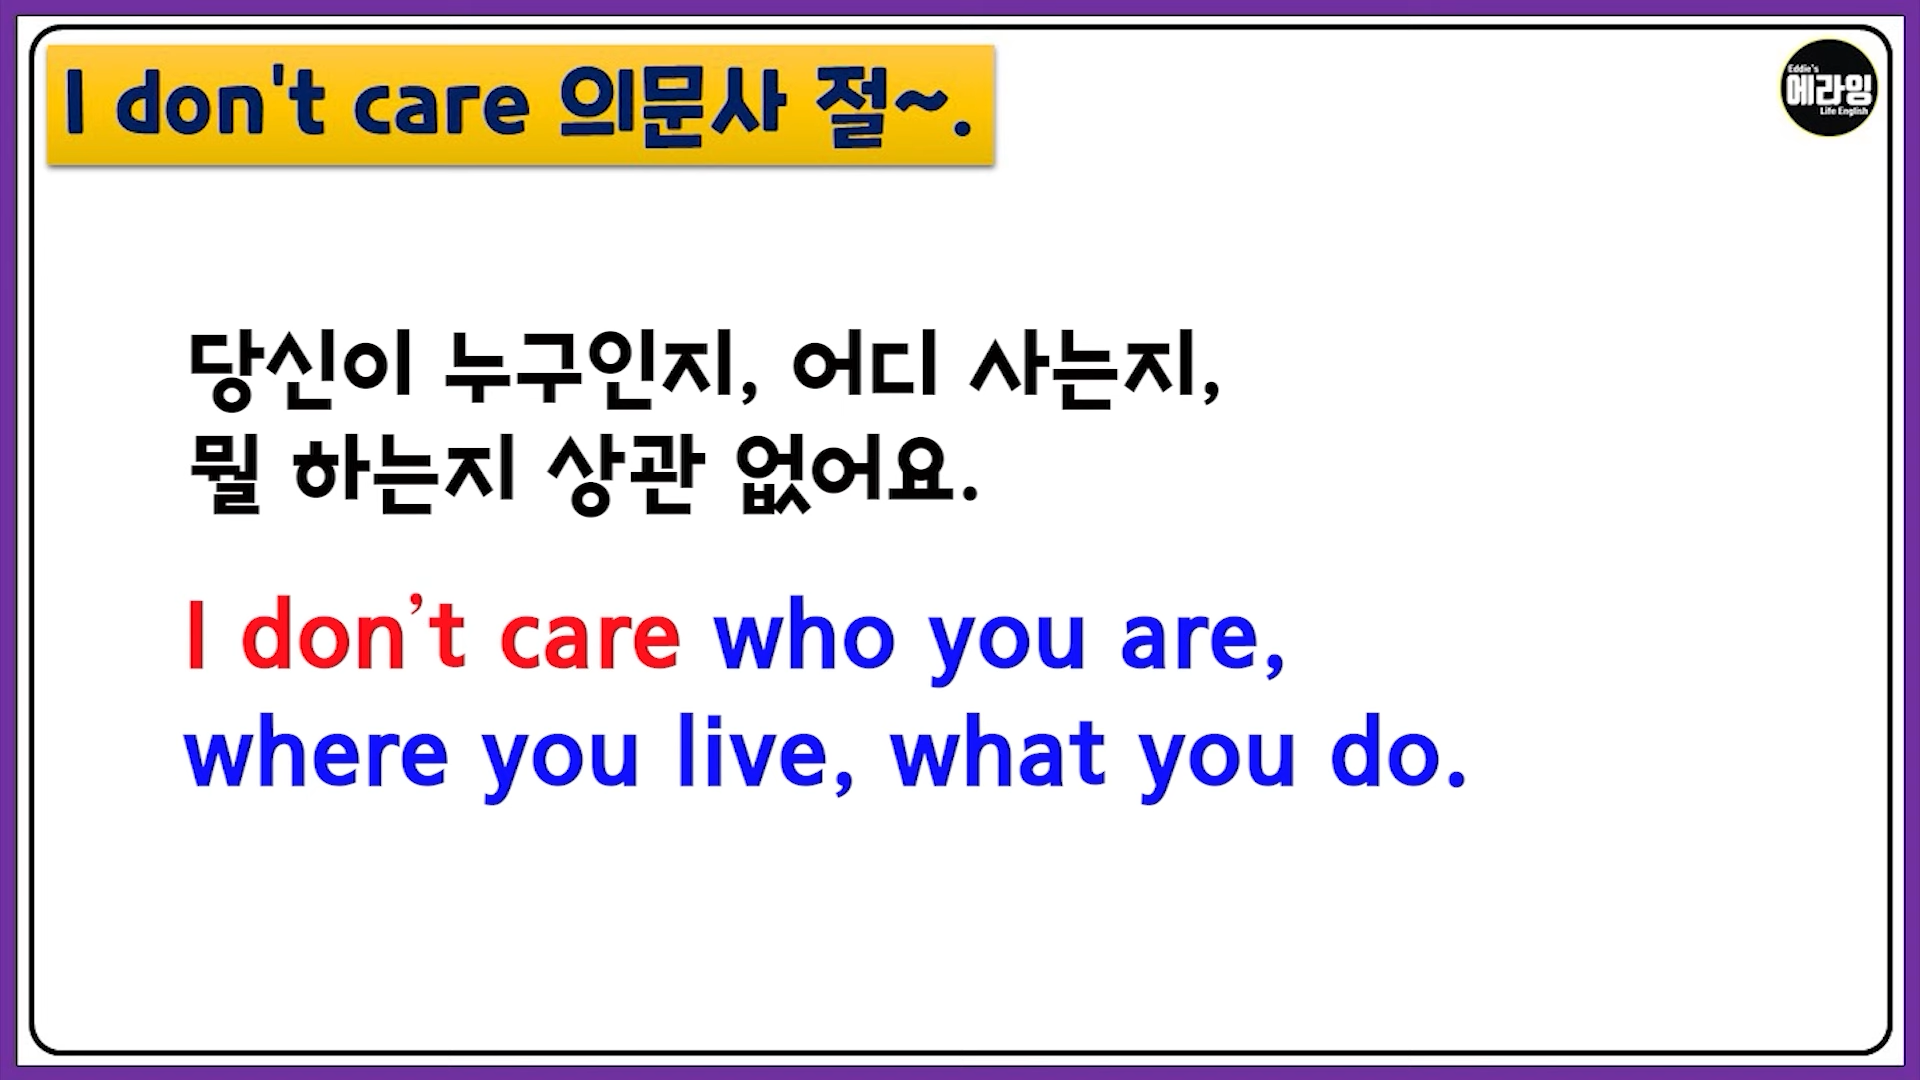 I don't care 의문사 절~.
Eddie's
에라잉
Life English
당신이 누구인지, 어디 사는지,
뭘 하는지 상관 없어요.
I don’t care who you are,
where you live, what you do.